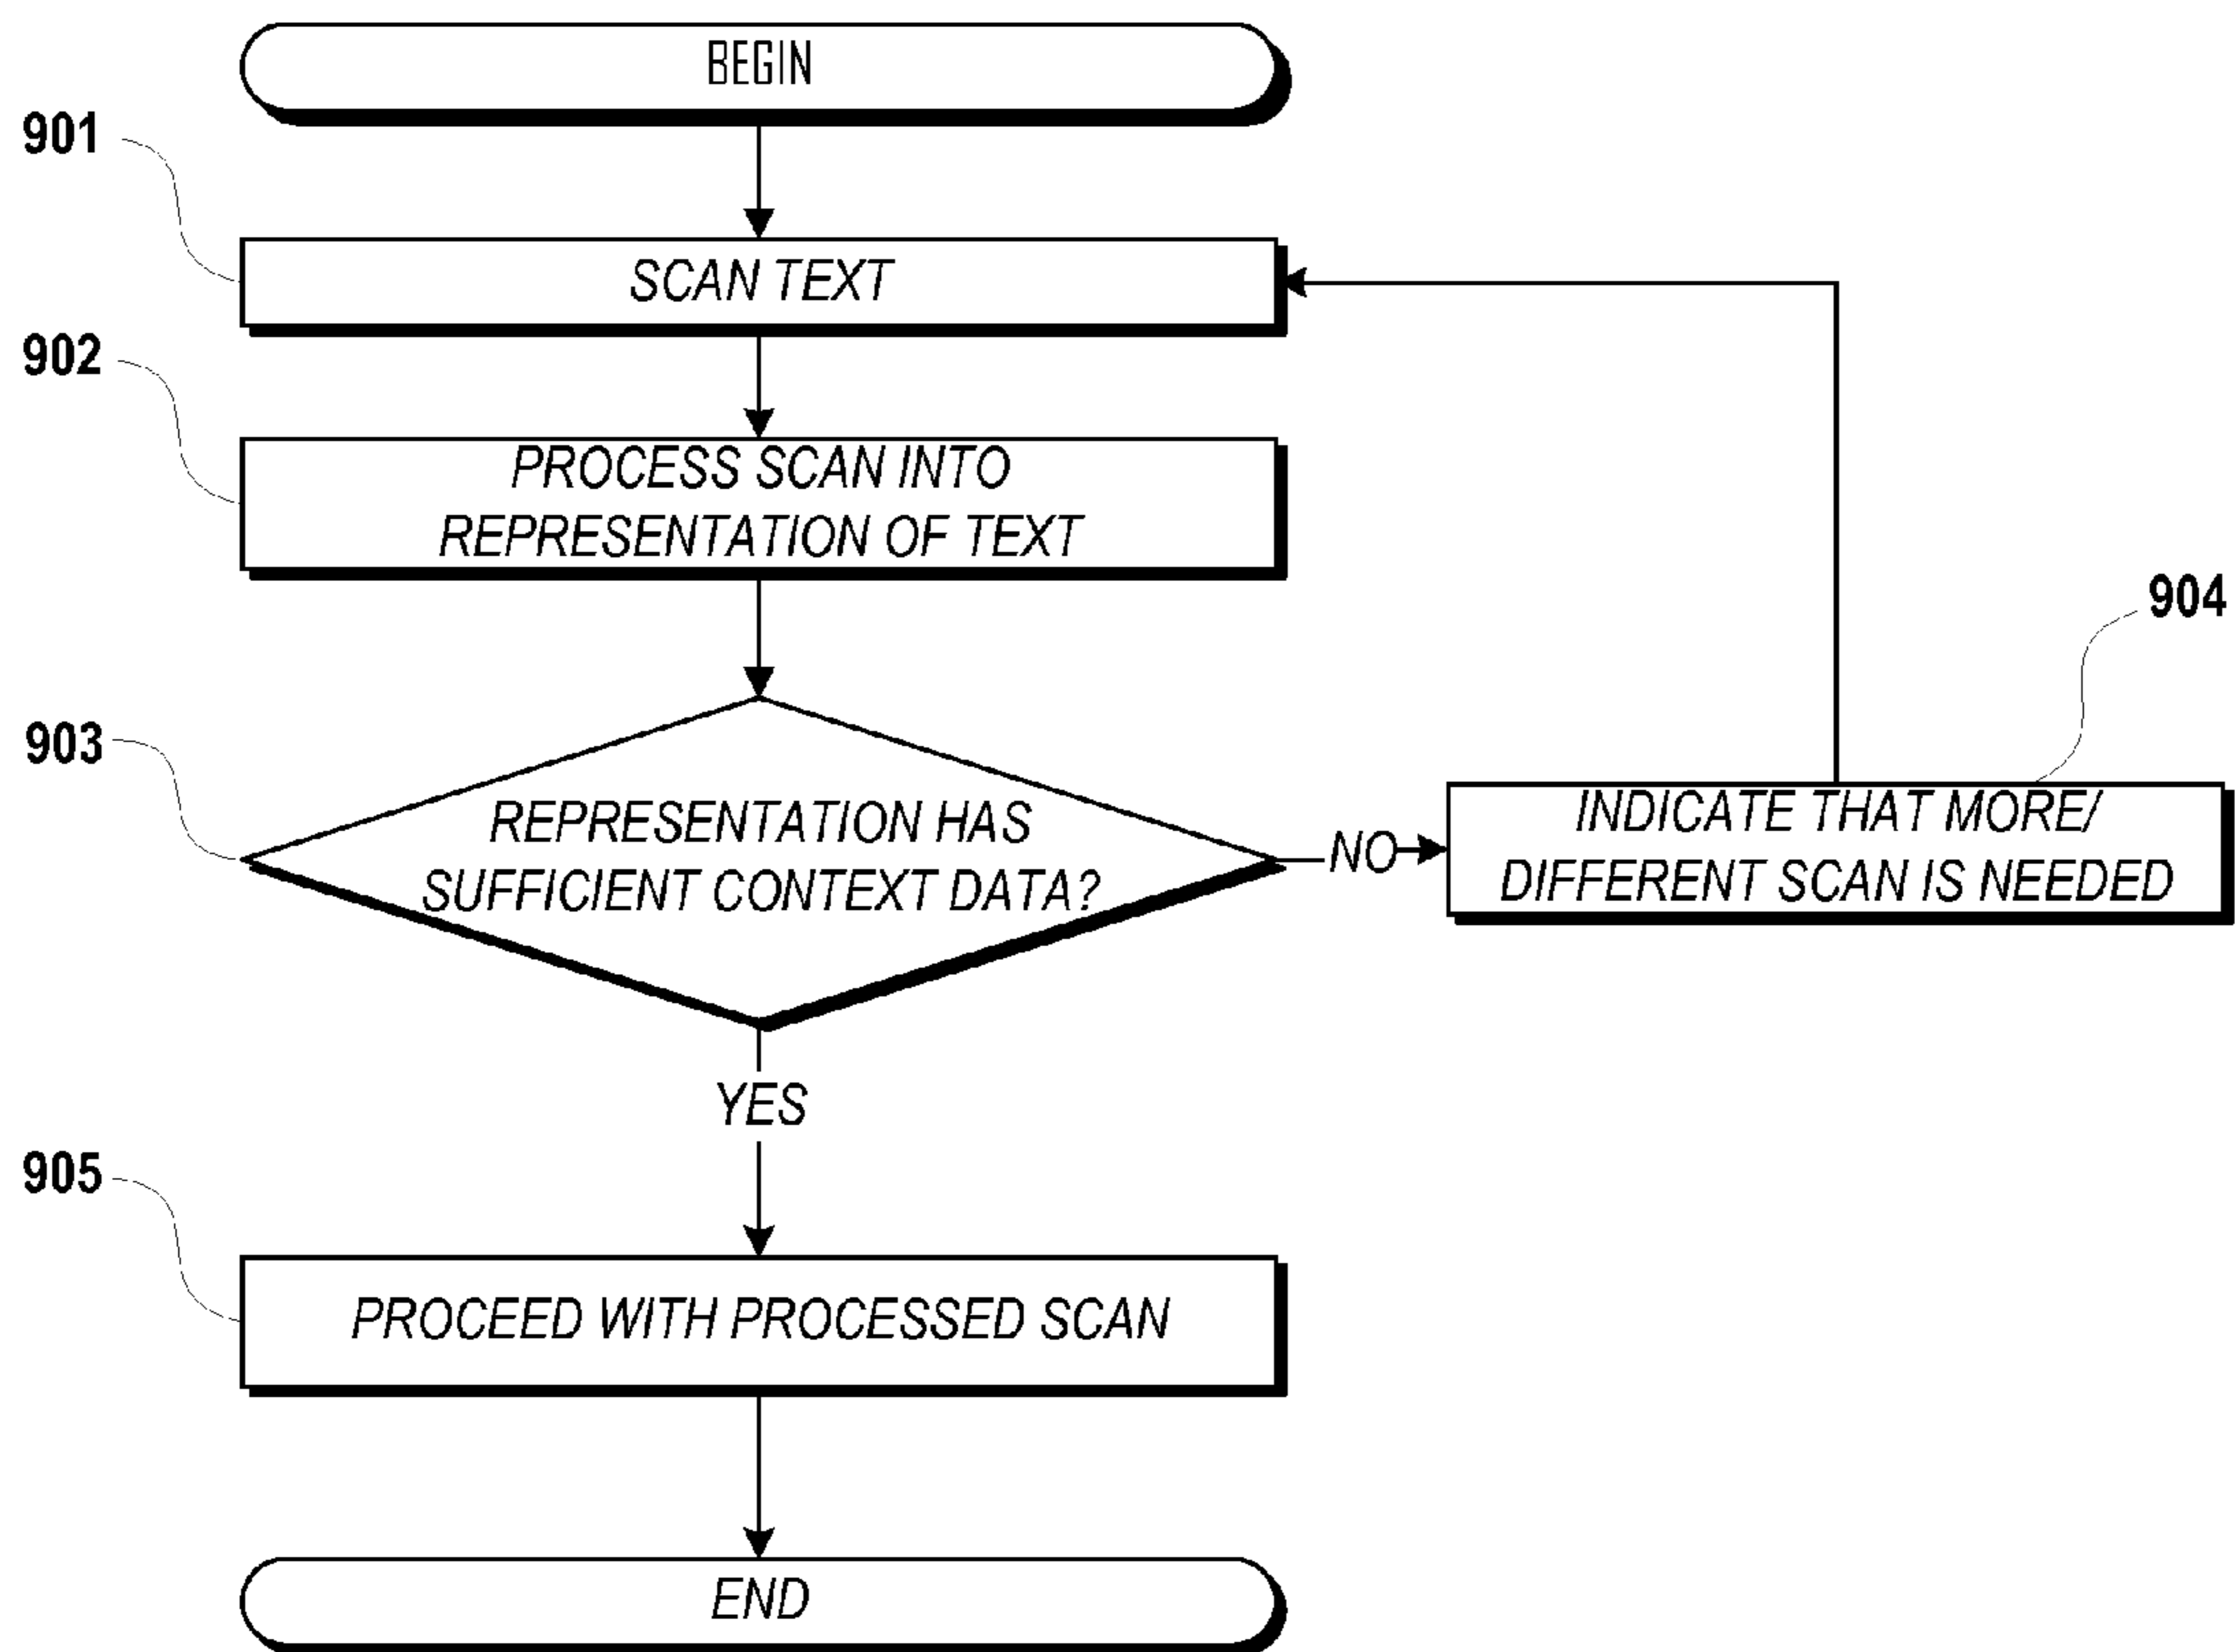 BEGIN
901
SCAN TEXT
902
PROCESS SCAN INTO
REPRESENTATION OF TEXT
903
REPRESENTATION HAS
SUFFICIENT CONTEXT DATA?
NO
904
INDICATE THAT MORE/
DIFFERENT SCAN IS NEEDED
YES
905
PROCEED WITH PROCESSED SCAN
END